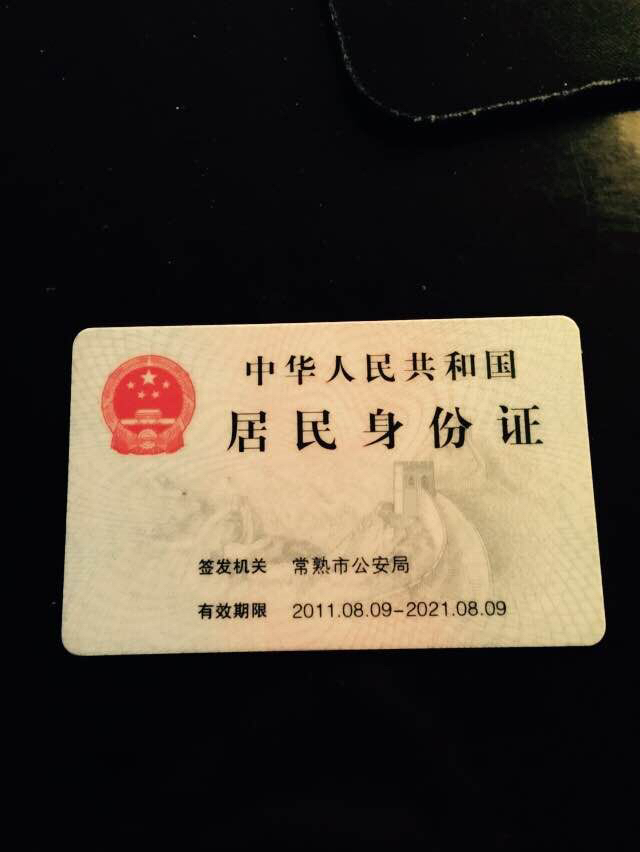 中华人民共和国
居民身份证
签发机关 常熟市公安局
有效期限 2011.08.09-2021.08.09